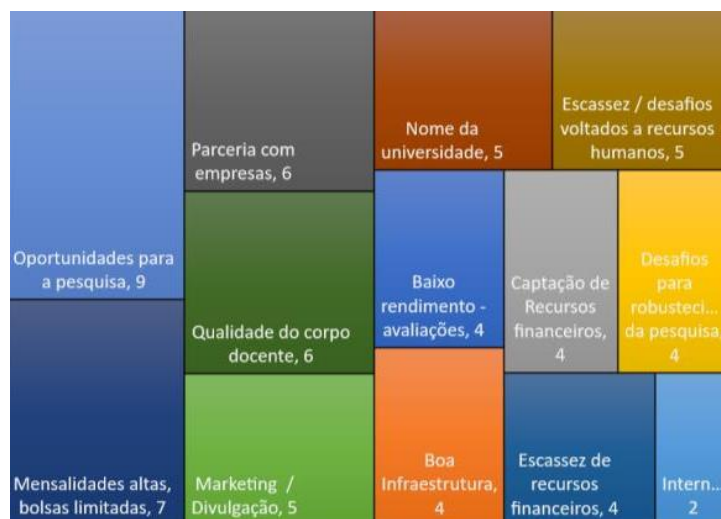 Oportunidades para
a pesquisa, 9
Mensalidades altas,
bolsas limitadas, 7
Parceria com
empresas, 6
Qualidade do corpo
docente, 6
Marketing /
Divulgação, 5
Nome da
universidade, 5
Escassez / desafios
voltados a recursos
humanos, 5
Baixo
rendimento -
avaliações, 4
Captação de
Recursos
financeiros,
4
Desafios
para
robusteci...
da pesquisa,
4
Boa
Infraestrutura,
4
Escassez de
recursos
financeiros, 4
Intern...
2